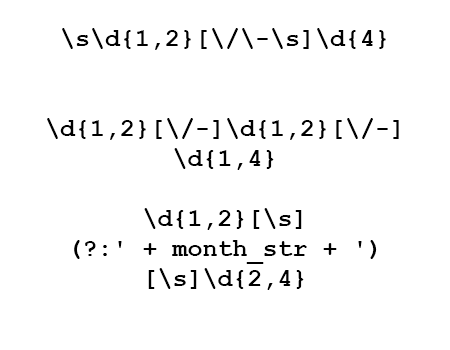 \s\d{1,2}[\/\-\s]\d{4}
\d{1,2}[\/-]\d{1,2}[\/-]
\d{1,4}
\d{1,2}[\s]
(?:' + month_str + ')
[\s]\d{2,4}